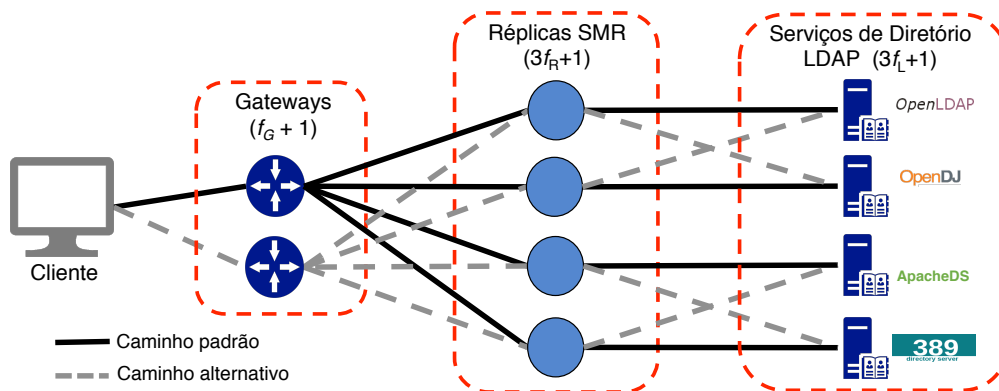 Réplicas SMR
(3fR+1)
Serviços de Diretório
LDAP (3fL+1)
Gateways
(fG + 1)
OpenLDAP
OpenDJ
ApacheDS
389
directory server
Cliente
Caminho padrão
Caminho alternativo